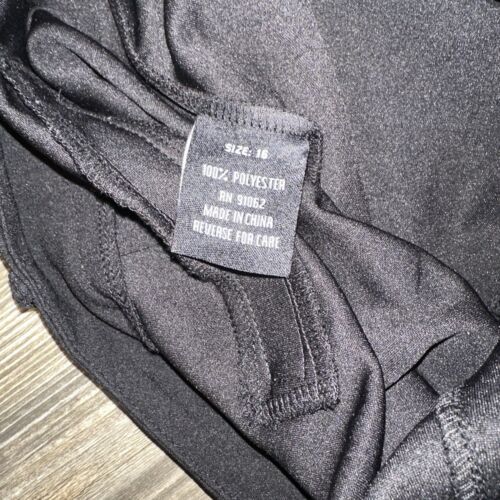 SIZE: 16
100% POLYESTER
RN 91062
MADE IN CHINA
REVERSE FOR CARE